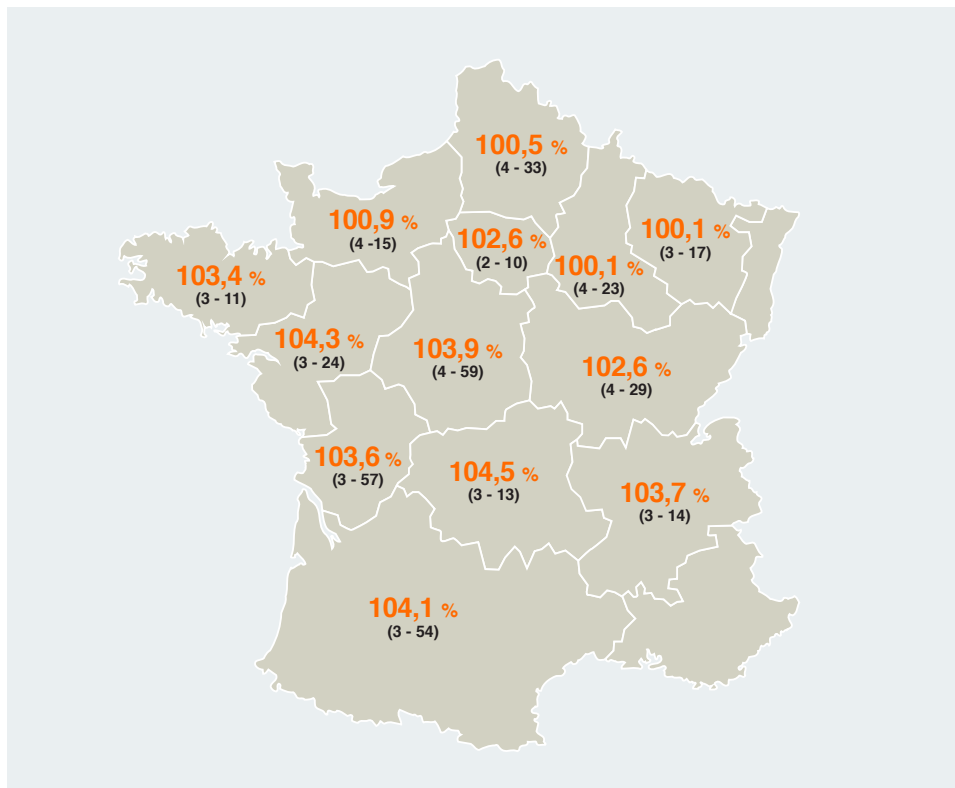 100,5 %
(4 - 33)
100,9 %
(4 -15)
102,6 %
(2 - 10)
100,1 %
(3 - 17)
100,1 %
(4 - 23)
103,4 %
(3 - 11)
104,3 %
(3 - 24)
103,9 %
(4 - 59)
102,6 %
(4 - 29)
103,6 %
(3 - 57)
104,5 %
(3 - 13)
103,7 %
(3 - 14)
104,1 %
(3 - 54)